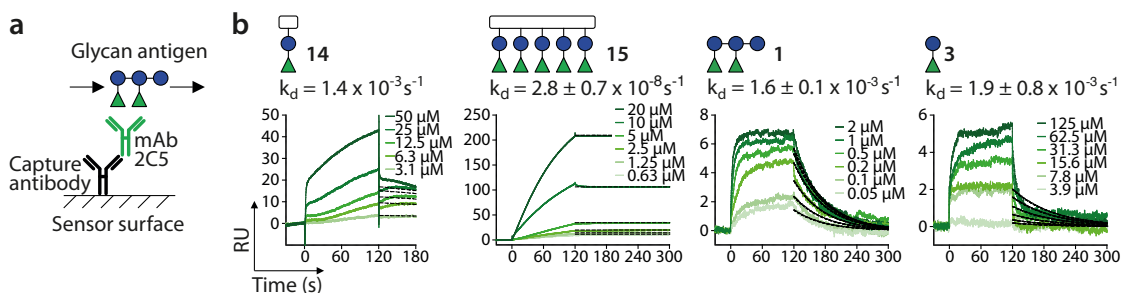 a
Glycan antigen
mAb
2C5
Capture
antibody
Sensor surface
b
14
k_d = 1.4 x 10⁻³s⁻¹
50 µM
25 µM
12.5 µM
6.3 µM
3.1 µM
50
40
30
20
10
0
-10
0 60 120 180
RU
Time (s)
15
k_d = 2.8 ± 0.7 x 10⁻⁸s⁻¹
20 µM
10 µM
5 µM
2.5 µM
1.25 µM
0.63 µM
250
200
150
100
50
0
0 60 120 180 240 300
1
k_d = 1.6 ± 0.1 x 10⁻³s⁻¹
2 µM
1 µM
0.5 µM
0.2 µM
0.1 µM
0.05 µM
8
6
4
2
0
0 60 120 180 240 300
3
k_d = 1.9 ± 0.8 x 10⁻³s⁻¹
125 µM
62.5 µM
31.3 µM
15.6 µM
7.8 µM
3.9 µM
6
4
2
0
0 60 120 180 240 300